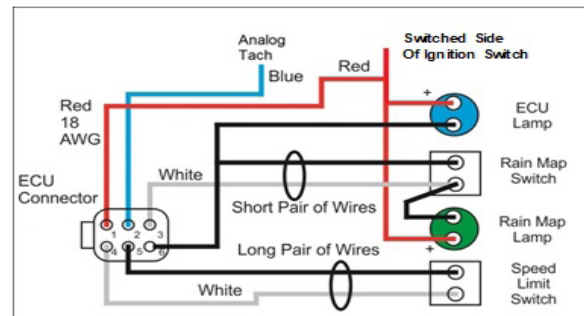 Analog
Tach
Blue
Red
Switched Side
Of Ignition Switch
Red
18
AWG
+
ECU
Lamp
ECU
Connector
White
Rain Map
Switch
Short Pair of Wires
1 2 3
4 5 6
Long Pair of Wires
Rain Map
Lamp
+
White
Speed
Limit
Switch